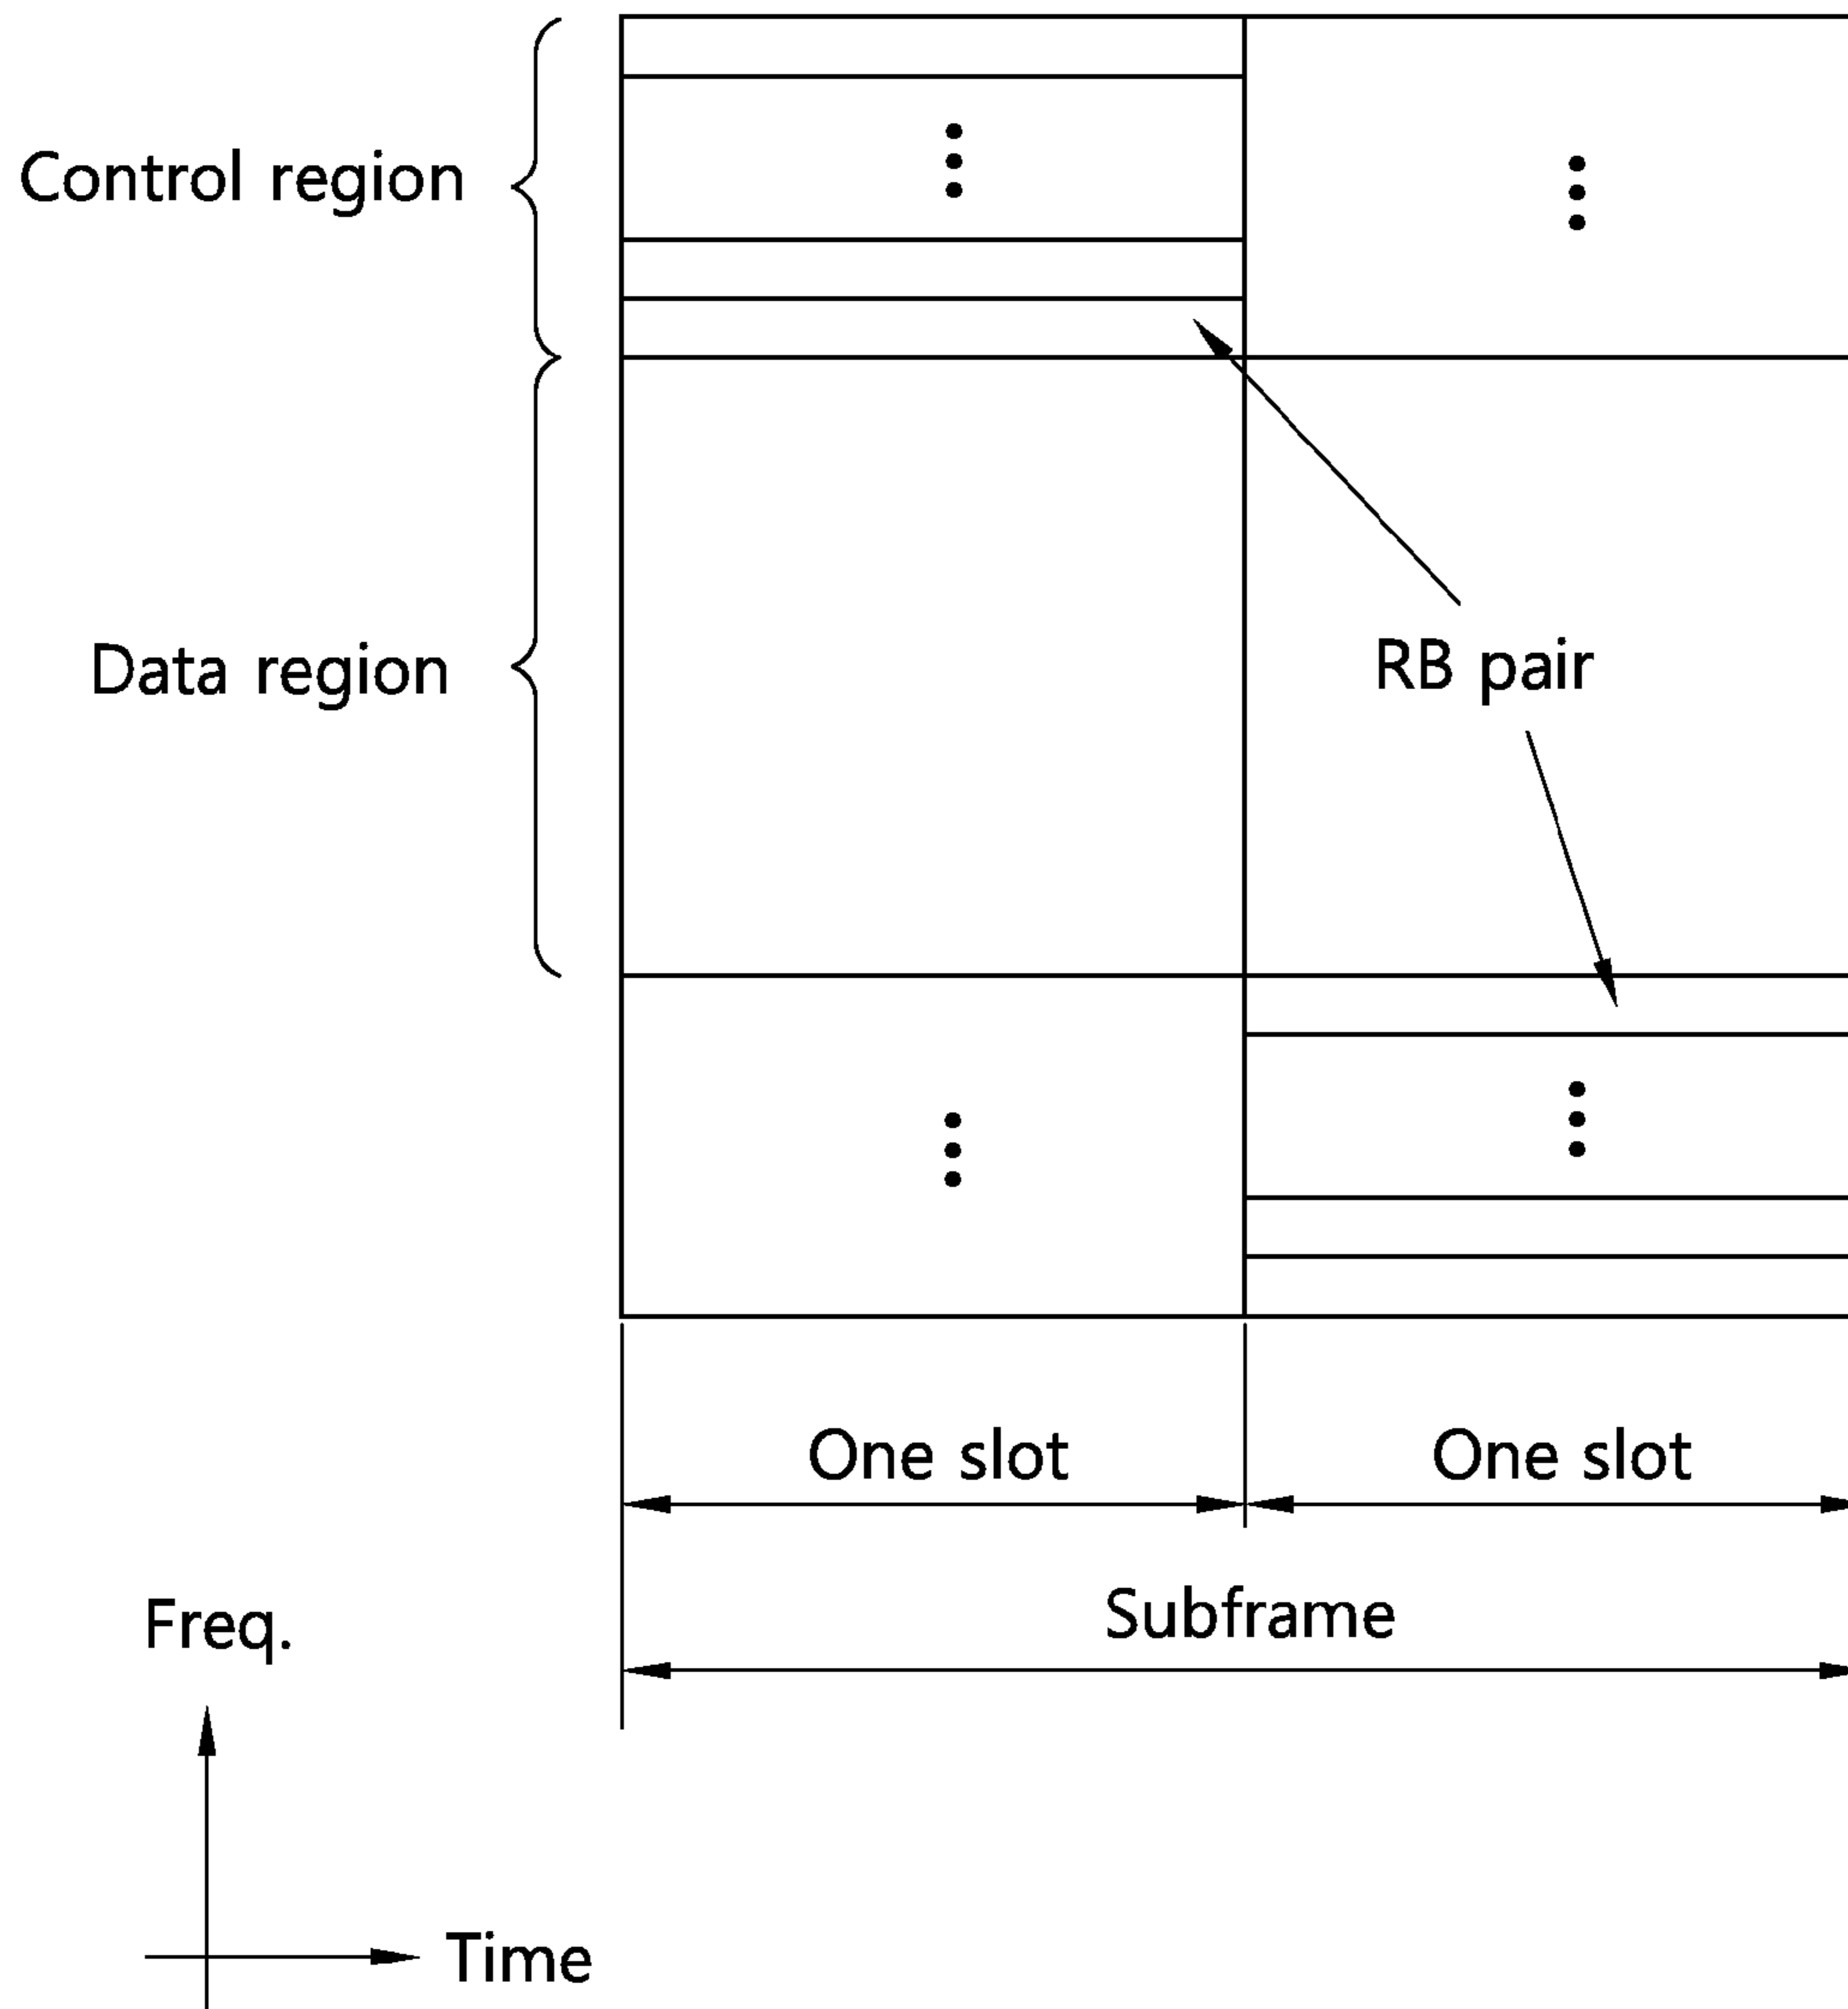 Control region
Data region
RB pair
One slot
One slot
Subframe
Freq.
Time